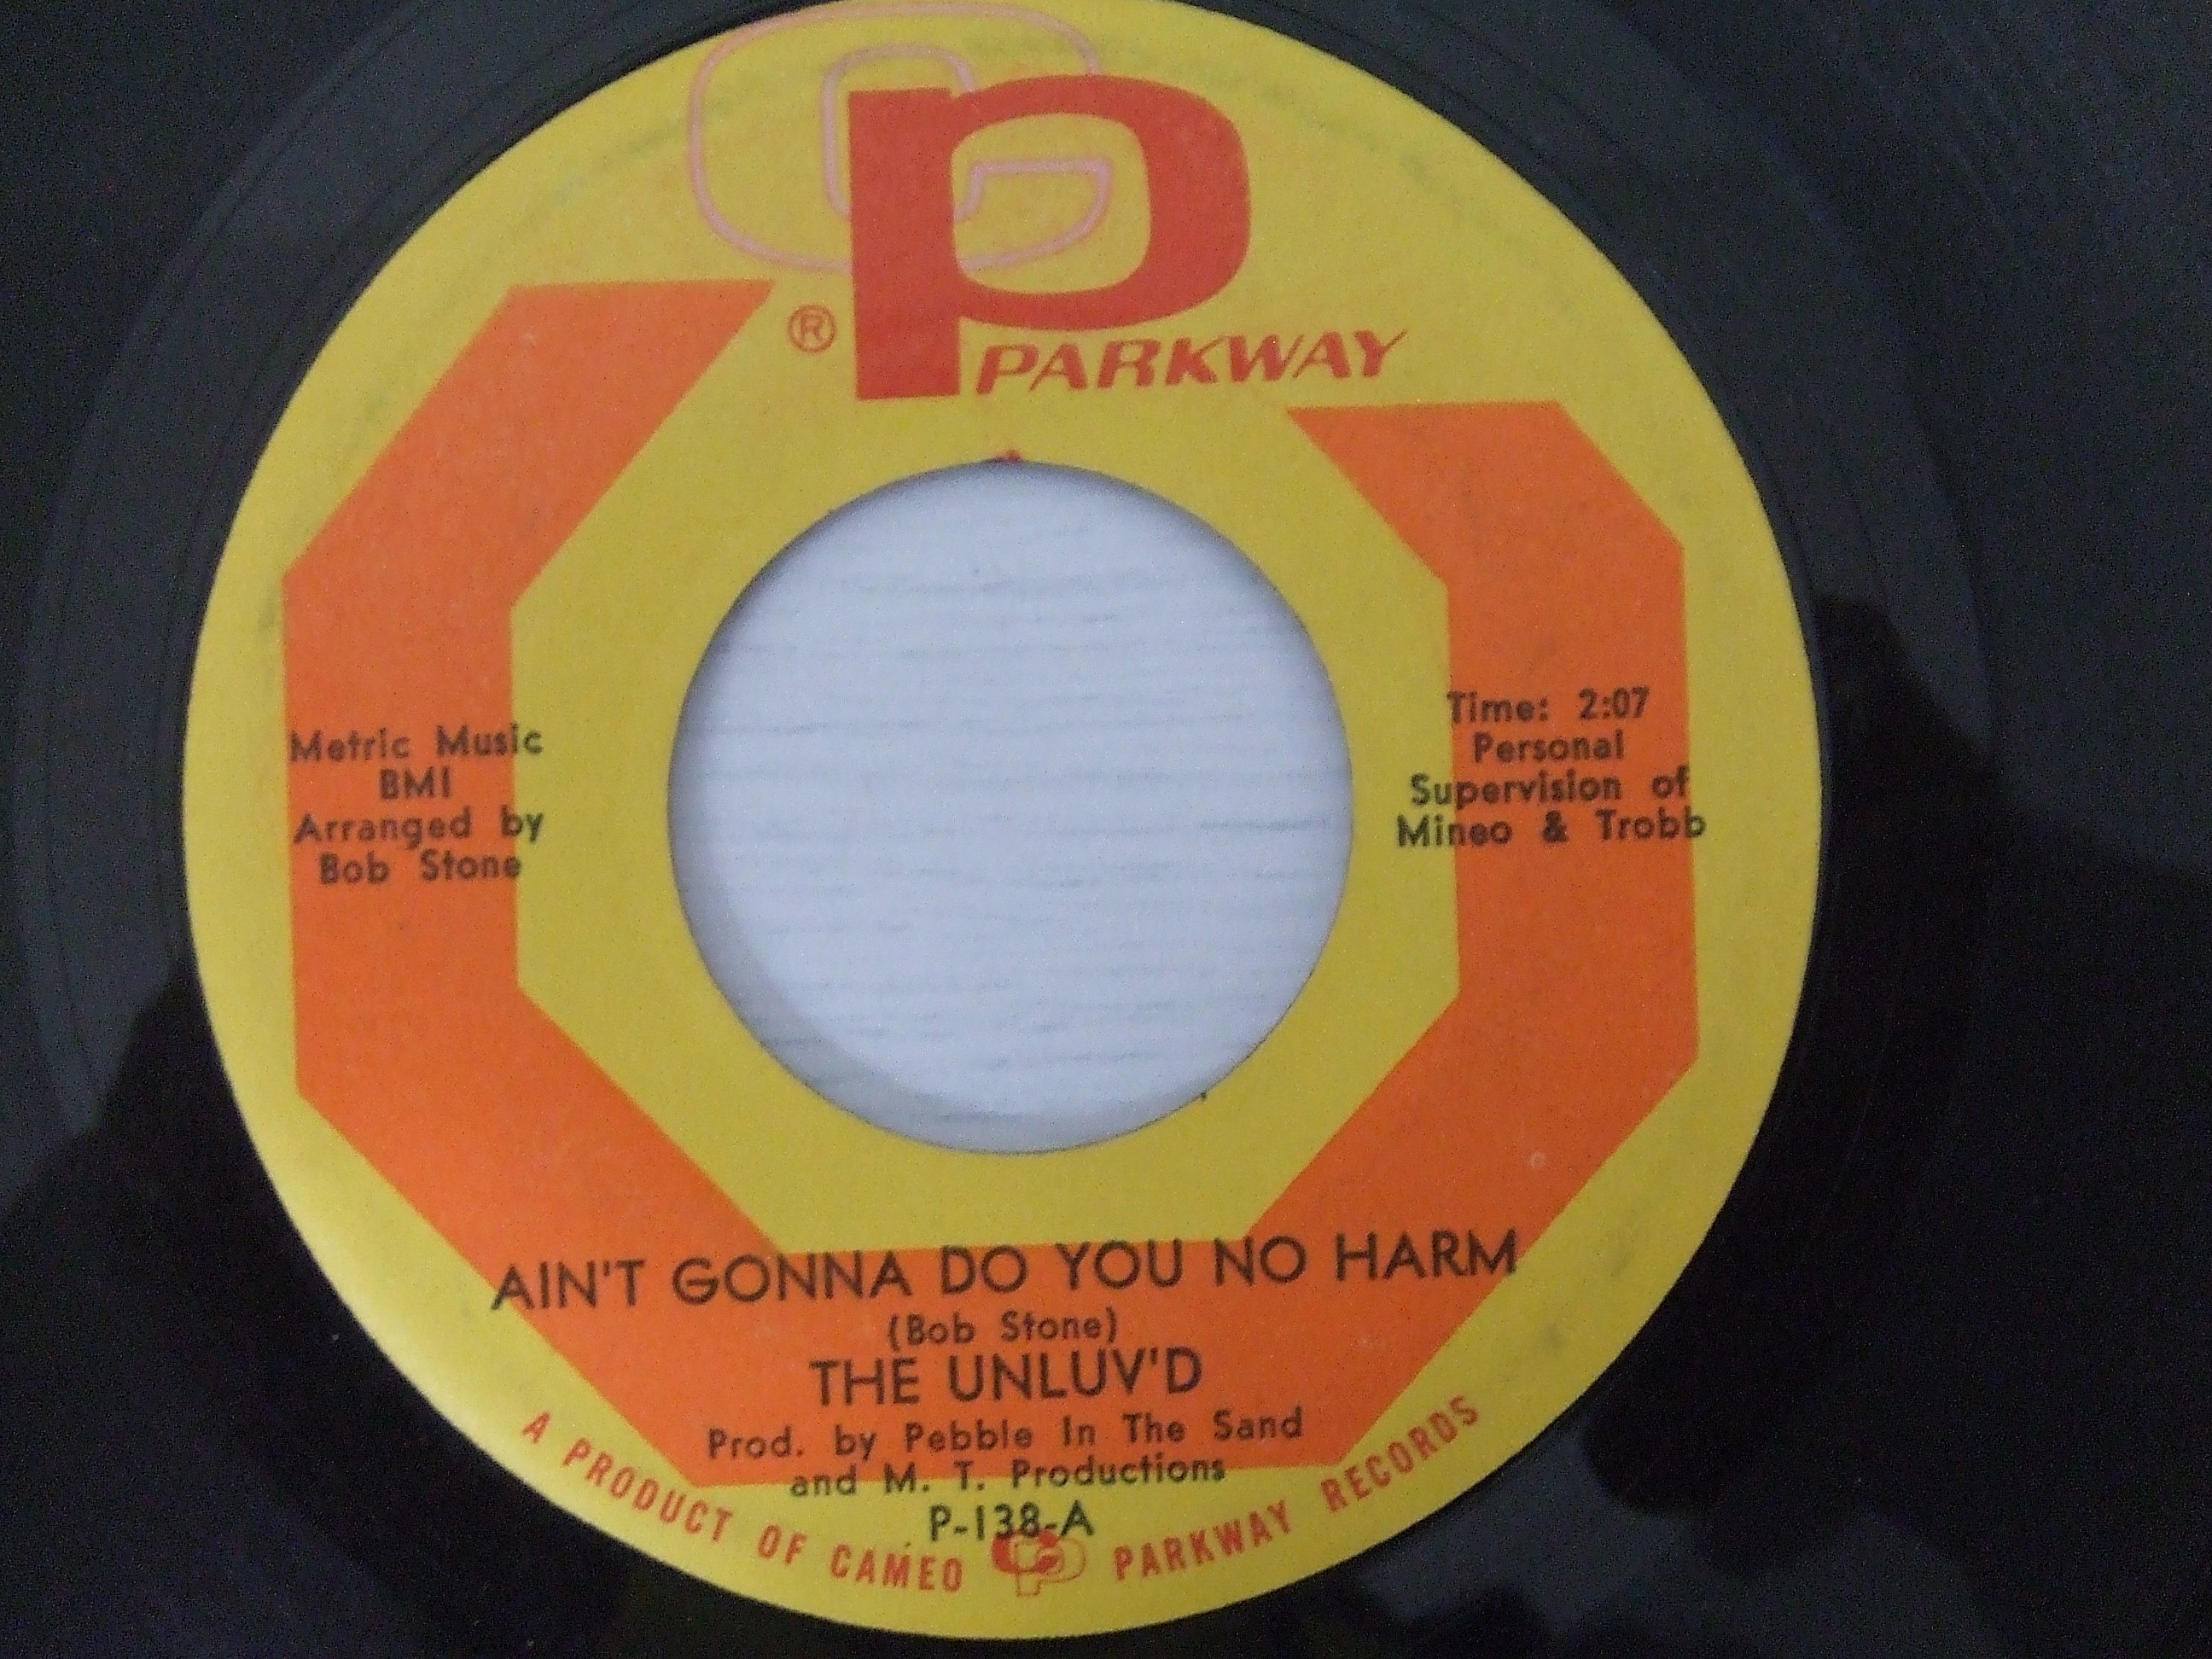 ®
P
PARKWAY
Metric Music
BMI
Arranged by
Bob Stone
Time: 2:07
Personal
Supervision of
Mineo & Trobb
AIN'T GONNA DO YOU NO HARM
(Bob Stone)
THE UNLUV'D
Prod. by Pebble In The Sand
and M. T. Productions
P-138-A
A PRODUCT OF CAMEO CP PARKWAY RECORDS